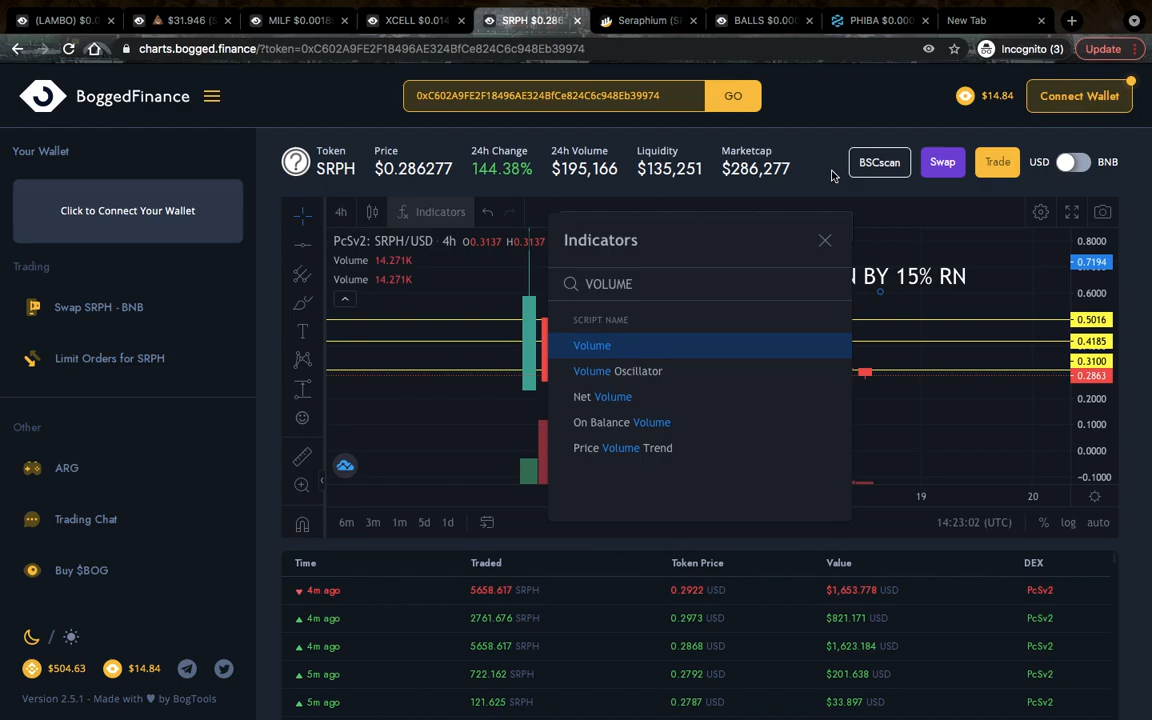 (LAMBO) $0.0
$31.946 (S
MILF $0.0018
XCELL $0.014
SRPH $0.286
Seraphium (SR
BALLS $0.000
PHIBA $0.000
New Tab
charts.bogged.finance/?token=0xC602A9FE2F18496AE324BfCe824C6c948Eb39974
Incognito (3)
Update
BoggedFinance
0xC602A9FE2F18496AE324BfCe824C6c948Eb39974
GO
$14.84
Connect Wallet
Your Wallet
Click to Connect Your Wallet
Token
SRPH
Price
$0.286277
24h Change
144.38%
24h Volume
$195,166
Liquidity
$135,251
Marketcap
$286,277
BSCscan
Swap
Trade
USD
BNB
Trading
Swap SRPH - BNB
Limit Orders for SRPH
Other
ARG
Trading Chat
Buy $BOG
$504.63
$14.84
Version 2.5.1 - Made with ♥ by BogTools
4h
Indicators
PcSv2: SRPH/USD · 4h O0.3137 H0.3137
Volume 14.271K
Volume 14.271K
Indicators
VOLUME
SCRIPT NAME
Volume
Volume Oscillator
Net Volume
On Balance Volume
Price Volume Trend
N BY 15% RN
0.8000
0.7194
0.6000
0.5016
0.4185
0.3100
0.2863
0.2000
0.1000
0.0000
-0.1000
19
20
6m
3m
1m
5d
1d
14:23:02 (UTC)
%
log
auto
Time Traded Token Price Value DEX
4m ago 5658.617 SRPH 0.2922 USD $1,653.778 USD PcSv2
4m ago 2761.676 SRPH 0.2973 USD $821.171 USD PcSv2
4m ago 5658.617 SRPH 0.2868 USD $1,623.184 USD PcSv2
5m ago 722.162 SRPH 0.2792 USD $201.638 USD PcSv2
5m ago 121.625 SRPH 0.2787 USD $33.897 USD PcSv2